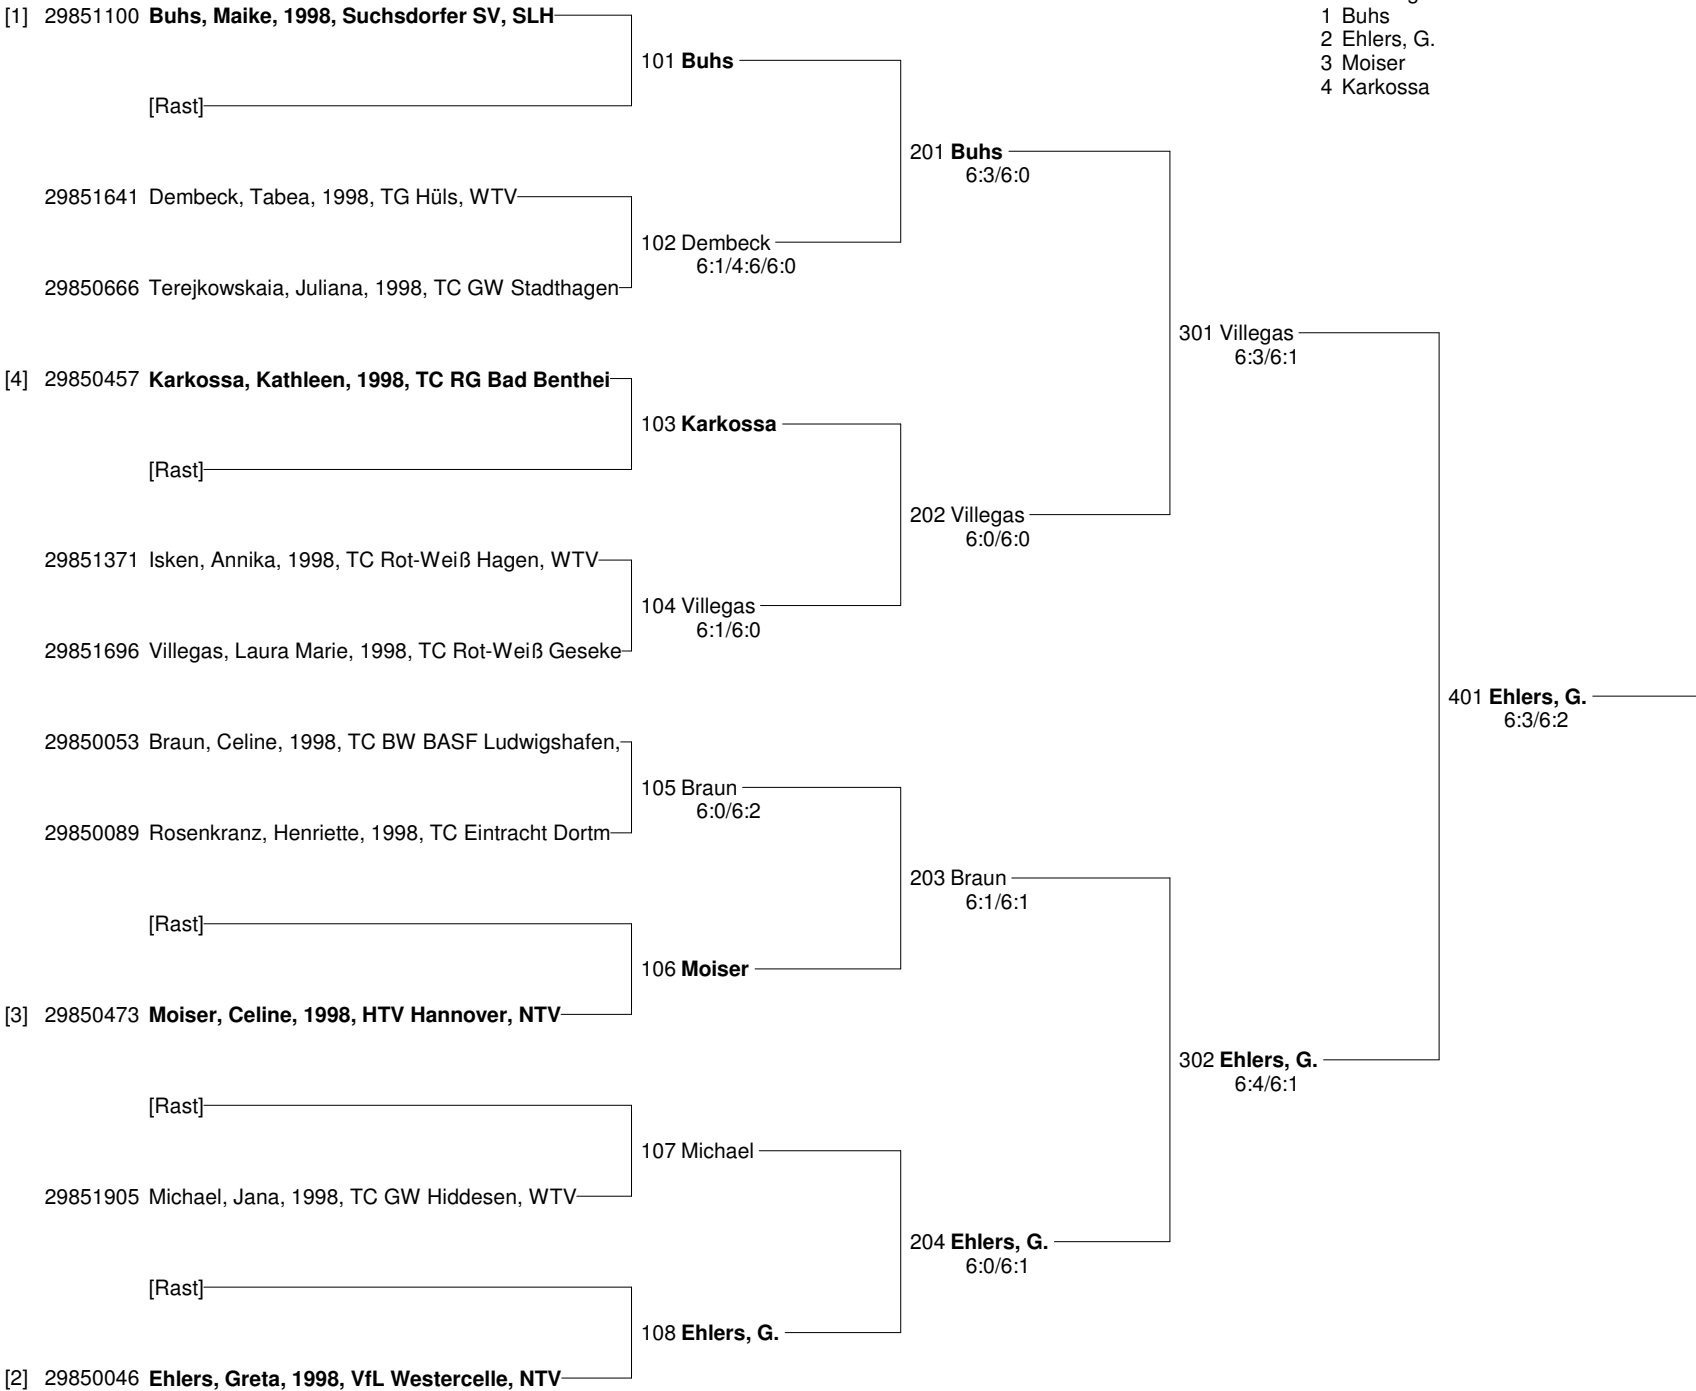 [1] 29851100 Buhs, Maike, 1998, Suchsdorfer SV, SLH
1 Buhs
2 Ehlers, G.
3 Moiser
4 Karkossa
101 Buhs
[Rast]
201 Buhs
6:3/6:0
29851641 Dembeck, Tabea, 1998, TG Hüls, WTV
102 Dembeck
6:1/4:6/6:0
29850666 Terejkowskaia, Juliana, 1998, TC GW Stadthagen
301 Villegas
6:3/6:1
[4] 29850457 Karkossa, Kathleen, 1998, TC RG Bad Benthei
103 Karkossa
[Rast]
202 Villegas
6:0/6:0
29851371 Isken, Annika, 1998, TC Rot-Weiß Hagen, WTV
104 Villegas
6:1/6:0
29851696 Villegas, Laura Marie, 1998, TC Rot-Weiß Geseke
401 Ehlers, G.
6:3/6:2
29850053 Braun, Celine, 1998, TC BW BASF Ludwigshafen,
105 Braun
6:0/6:2
29850089 Rosenkranz, Henriette, 1998, TC Eintracht Dortm
203 Braun
6:1/6:1
[Rast]
106 Moiser
[3] 29850473 Moiser, Celine, 1998, HTV Hannover, NTV
302 Ehlers, G.
6:4/6:1
[Rast]
107 Michael
29851905 Michael, Jana, 1998, TC GW Hiddesen, WTV
204 Ehlers, G.
6:0/6:1
[Rast]
108 Ehlers, G.
[2] 29850046 Ehlers, Greta, 1998, VfL Westercelle, NTV